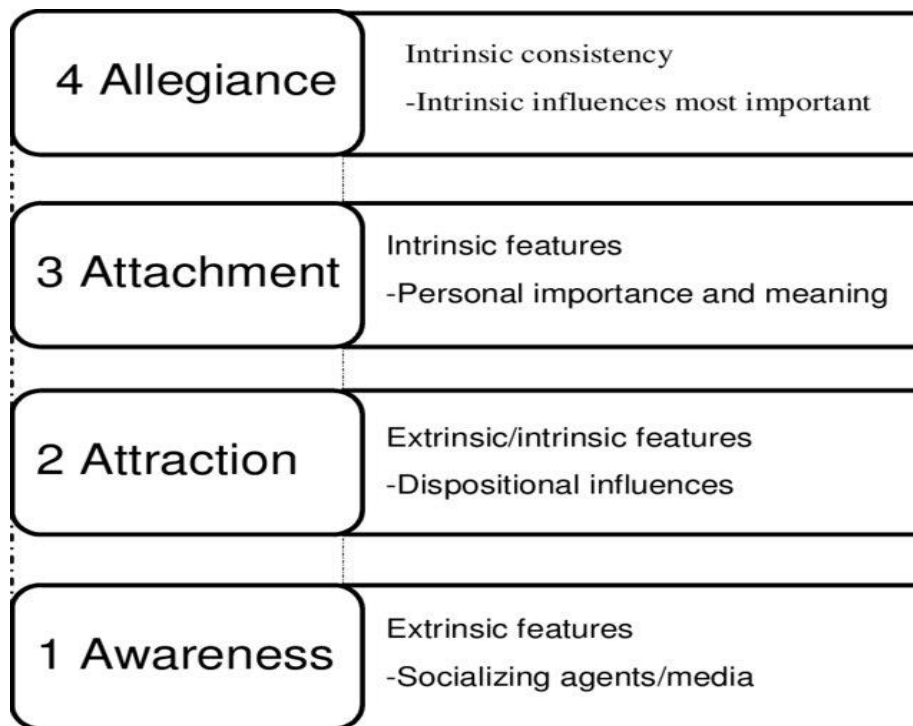 4 Allegiance
Intrinsic consistency
-Intrinsic influences most important
3 Attachment
Intrinsic features
-Personal importance and meaning
2 Attraction
Extrinsic/intrinsic features
-Dispositional influences
1 Awareness
Extrinsic features
-Socializing agents/media